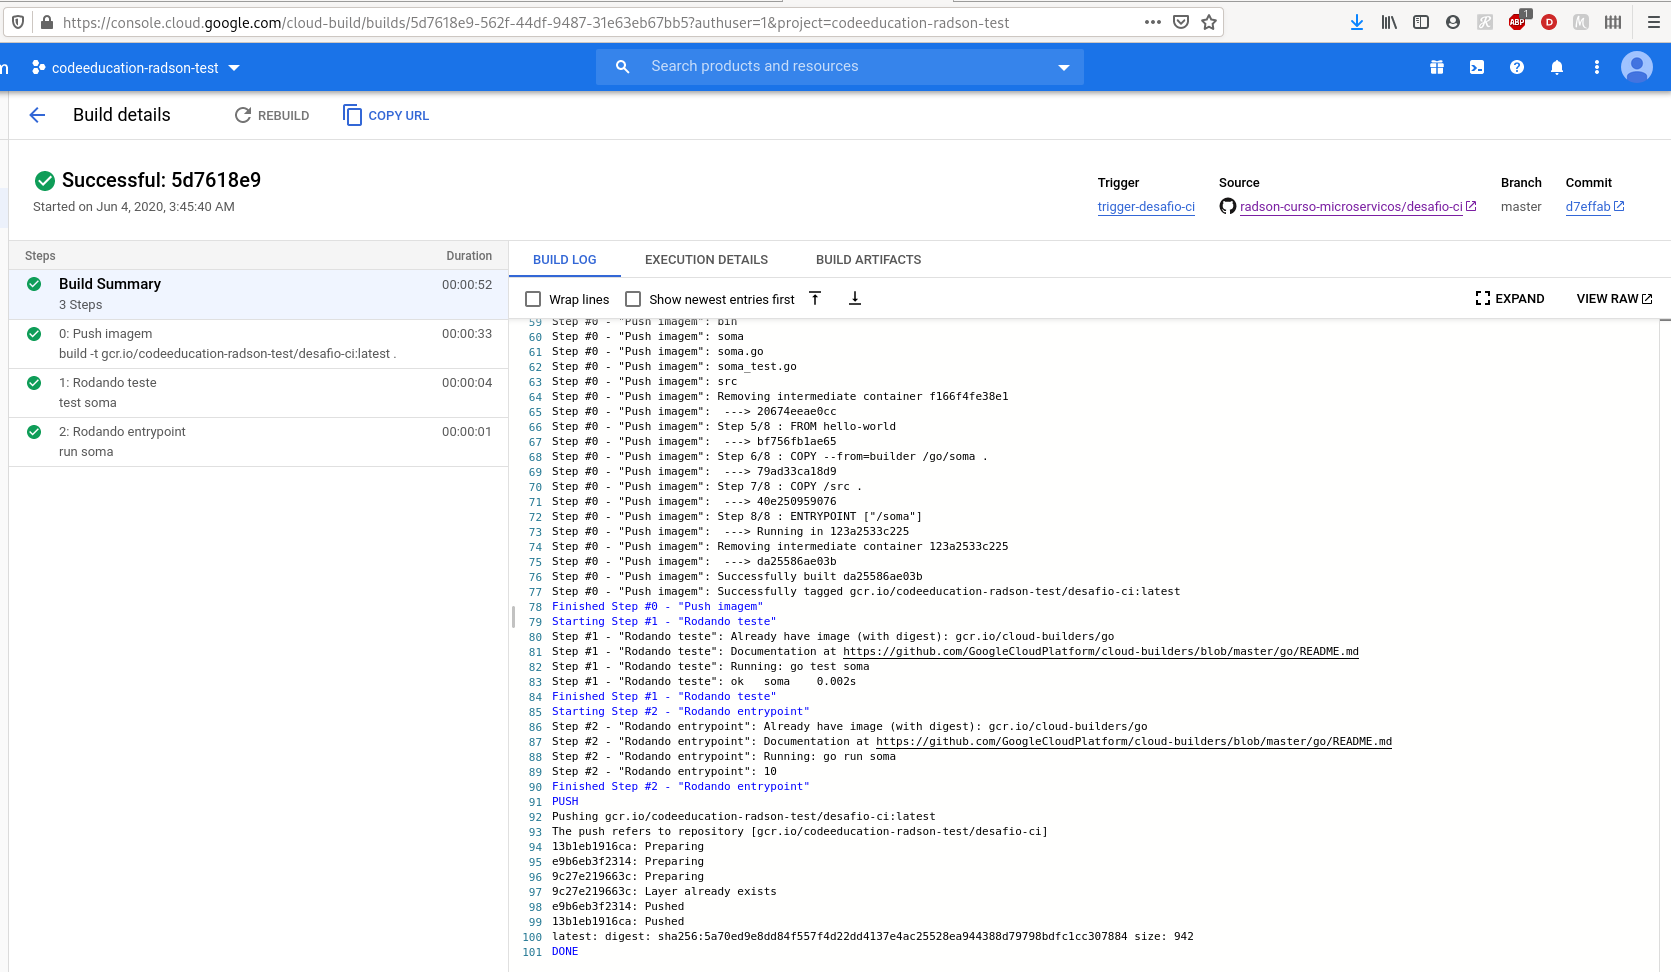 https://console.cloud.google.com/cloud-build/builds/5d7618e9-562f-44df-9487-31e63eb67bb5?authuser=1&project=codeeducation-radson-test
ABP 1
D
codeeducation-radson-test
Search products and resources
Build details
REBUILD
COPY URL
Successful: 5d7618e9
Started on Jun 4, 2020, 3:45:40 AM
Trigger
trigger-desafio-ci
Source
radson-curso-microservicos/desafio-ci
Branch
master
Commit
d7effab
Steps Duration
Build Summary 00:00:52
3 Steps
0: Push imagem 00:00:33
build -t gcr.io/codeeducation-radson-test/desafio-ci:latest .
1: Rodando teste 00:00:04
test soma
2: Rodando entrypoint 00:00:01
run soma
BUILD LOG EXECUTION DETAILS BUILD ARTIFACTS
Wrap lines Show newest entries first EXPAND VIEW RAW
59 Step #0 - "Push imagem": bin
60 Step #0 - "Push imagem": soma
61 Step #0 - "Push imagem": soma.go
62 Step #0 - "Push imagem": soma_test.go
63 Step #0 - "Push imagem": src
64 Step #0 - "Push imagem": Removing intermediate container f166f4fe38e1
65 Step #0 - "Push imagem":  ---> 20674eeae0cc
66 Step #0 - "Push imagem": Step 5/8 : FROM hello-world
67 Step #0 - "Push imagem":  ---> bf756fb1ae65
68 Step #0 - "Push imagem": Step 6/8 : COPY --from=builder /go/soma .
69 Step #0 - "Push imagem":  ---> 79ad33ca18d9
70 Step #0 - "Push imagem": Step 7/8 : COPY /src .
71 Step #0 - "Push imagem":  ---> 40e250959076
72 Step #0 - "Push imagem": Step 8/8 : ENTRYPOINT ["/soma"]
73 Step #0 - "Push imagem":  ---> Running in 123a2533c225
74 Step #0 - "Push imagem": Removing intermediate container 123a2533c225
75 Step #0 - "Push imagem":  ---> da25586ae03b
76 Step #0 - "Push imagem": Successfully built da25586ae03b
77 Step #0 - "Push imagem": Successfully tagged gcr.io/codeeducation-radson-test/desafio-ci:latest
78 Finished Step #0 - "Push imagem"
79 Starting Step #1 - "Rodando teste"
80 Step #1 - "Rodando teste": Already have image (with digest): gcr.io/cloud-builders/go
81 Step #1 - "Rodando teste": Documentation at https://github.com/GoogleCloudPlatform/cloud-builders/blob/master/go/README.md
82 Step #1 - "Rodando teste": Running: go test soma
83 Step #1 - "Rodando teste": ok   soma    0.002s
84 Finished Step #1 - "Rodando teste"
85 Starting Step #2 - "Rodando entrypoint"
86 Step #2 - "Rodando entrypoint": Already have image (with digest): gcr.io/cloud-builders/go
87 Step #2 - "Rodando entrypoint": Documentation at https://github.com/GoogleCloudPlatform/cloud-builders/blob/master/go/README.md
88 Step #2 - "Rodando entrypoint": Running: go run soma
89 Step #2 - "Rodando entrypoint": 10
90 Finished Step #2 - "Rodando entrypoint"
91 PUSH
92 Pushing gcr.io/codeeducation-radson-test/desafio-ci:latest
93 The push refers to repository [gcr.io/codeeducation-radson-test/desafio-ci]
94 13b1eb1916ca: Preparing
95 e9b6eb3f2314: Preparing
96 9c27e219663c: Preparing
97 9c27e219663c: Layer already exists
98 e9b6eb3f2314: Pushed
99 13b1eb1916ca: Pushed
100 latest: digest: sha256:5a70ed9e8dd84f557f4d22dd4137e4ac25528ea944388d79798bdfc1cc307884 size: 942
101 DONE